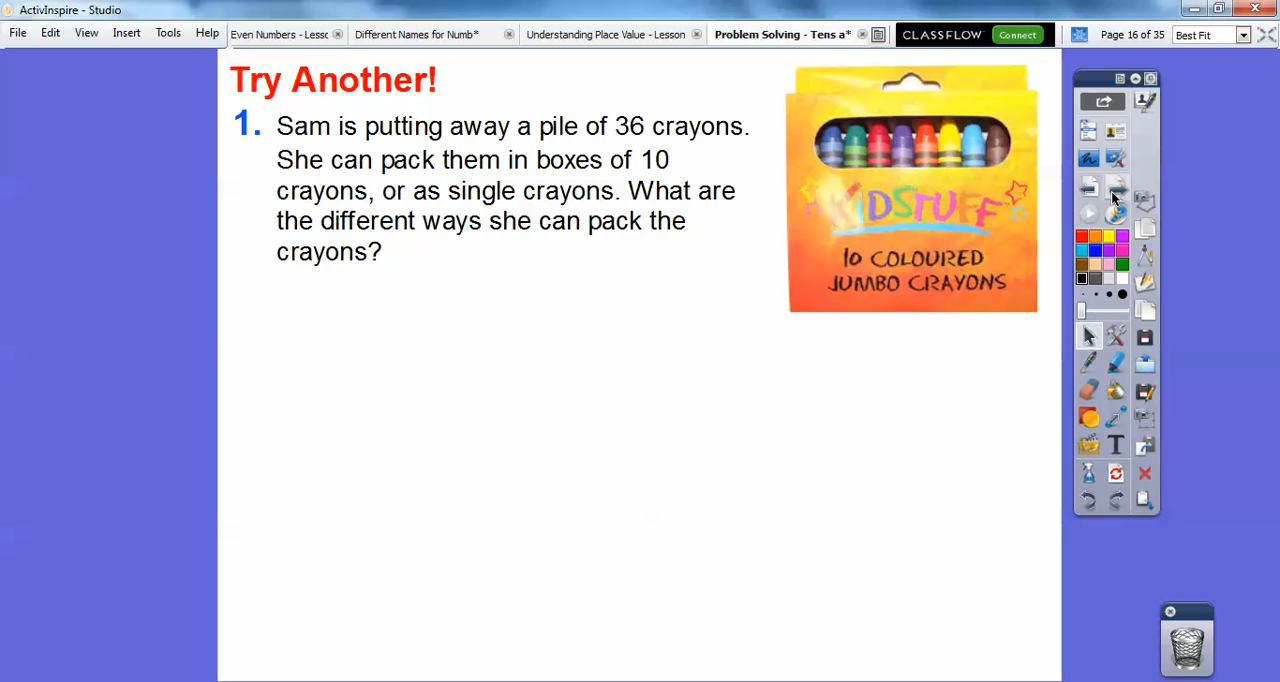 ActivInspire - Studio
File Edit View Insert Tools Help
Even Numbers - Lessc
Different Names for Numb*
Understanding Place Value - Lesson
Problem Solving - Tens a*
CLASSFLOW Connect
Page 16 of 35
Best Fit
Try Another!
1. Sam is putting away a pile of 36 crayons.
She can pack them in boxes of 10
crayons, or as single crayons. What are
the different ways she can pack the
crayons?
KIDSTUFF
10 COLOURED
JUMBO CRAYONS
T